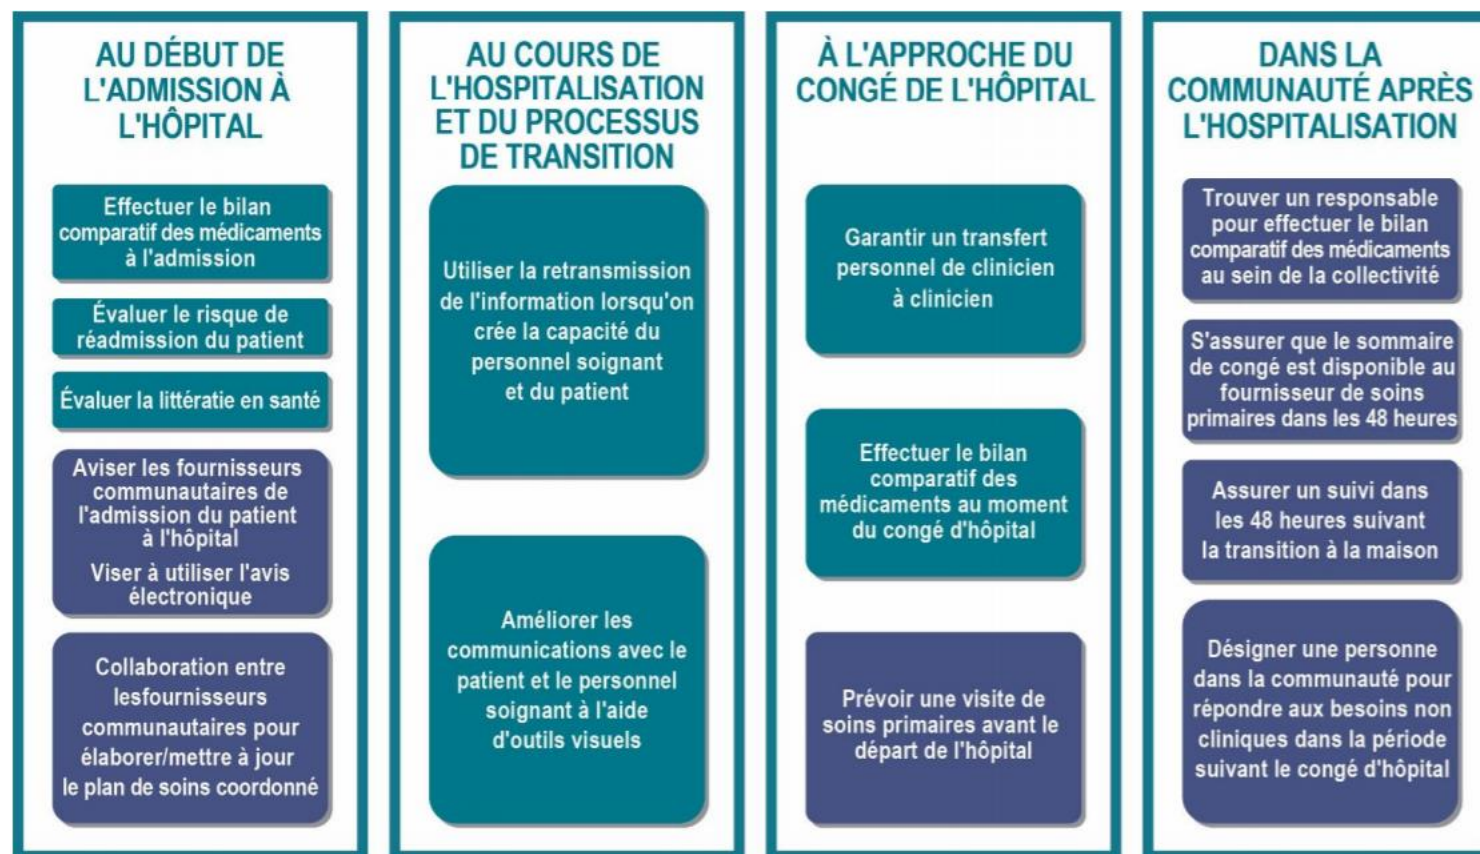 AU DÉBUT DE
L'ADMISSION À
L'HÔPITAL
Effectuer le bilan
comparatif des médicaments
à l'admission
Évaluer le risque de
réadmission du patient
Évaluer la littératie en santé
Aviser les fournisseurs
communautaires de
l'admission du patient
à l'hôpital
Viser à utiliser l'avis
électronique
Collaboration entre
lesfournisseurs
communautaires pour
élaborer/mettre à jour
le plan de soins coordonné
AU COURS DE
L'HOSPITALISATION
ET DU PROCESSUS
DE TRANSITION
Utiliser la retransmission
de l'information lorsqu'on
crée la capacité du
personnel soignant
et du patient
Améliorer les
communications avec le
patient et le personnel
soignant à l'aide
d'outils visuels
À L'APPROCHE DU
CONGÉ DE L'HÔPITAL
Garantir un transfert
personnel de clinicien
à clinicien
Effectuer le bilan
comparatif des
médicaments au moment
du congé d'hôpital
Prévoir une visite de
soins primaires avant le
départ de l'hôpital
DANS LA
COMMUNAUTÉ APRÈS
L'HOSPITALISATION
Trouver un responsable
pour effectuer le bilan
comparatif des médicaments
au sein de la collectivité
S'assurer que le sommaire
de congé est disponible au
fournisseur de soins
primaires dans les 48 heures
Assurer un suivi dans
les 48 heures suivant
la transition à la maison
Désigner une personne
dans la communauté pour
répondre aux besoins non
cliniques dans la période
suivant le congé d'hôpital